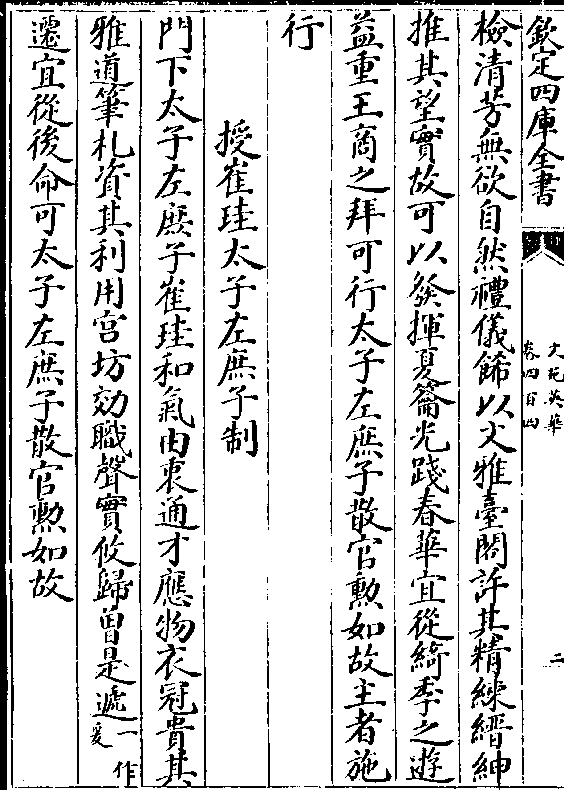 欽定四庫全書
文苑英華
卷四百四
二
檢清芳無欲自然禮儀餙以文雅臺閣許其精練縉紳
推其望實故可以發揮夏籥光踐春華宜從綺季之遊
益重王商之拜可行太子左庶子散官勲如故主者施
行
授崔珪太子左庶子制
門下太子左庶子崔珪和氣由衷通才應物衣冠貴其
雅道筆札資其利用宫坊効職聲實攸歸曽是遞一作爰
遷宜從後命可太子左庶子散官勲如故